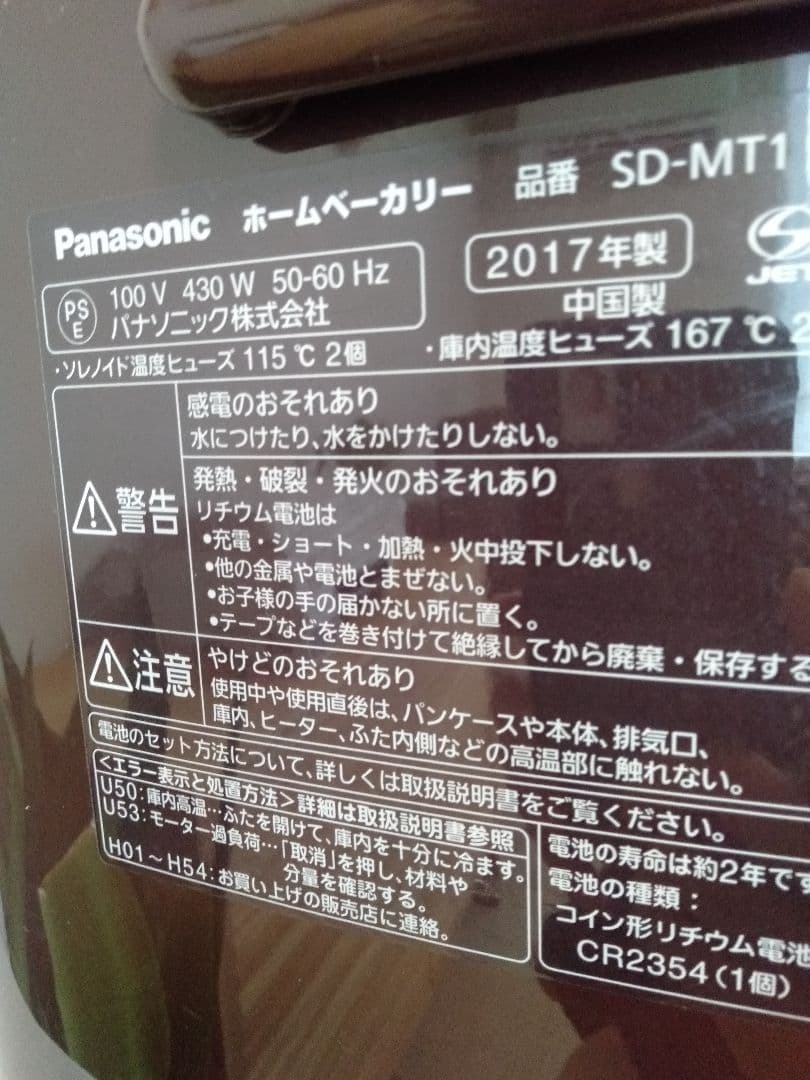 Panasonic ホームベーカリー 品番 SD-MT1
PS E 100 V 430 W 50-60 Hz
パナソニック株式会社
2017年製
中国製
JET
・ソレノイド温度ヒューズ 115 ℃ 2個 ・庫内温度ヒューズ 167 ℃ 2
警告
感電のおそれあり
水につけたり、水をかけたりしない。
発熱・破裂・発火のおそれあり
リチウム電池は
•充電・ショート・加熱・火中投下しない。
•他の金属や電池とまぜない。
•お子様の手の届かない所に置く。
•テープなどを巻き付けて絶縁してから廃棄・保存する
注意
やけどのおそれあり
使用中や使用直後は、パンケースや本体、排気口、
庫内、ヒーター、ふた内側などの高温部に触れない。
電池のセット方法について、詳しくは取扱説明書をご覧ください。
<エラー表示と処置方法>詳細は取扱説明書参照
U50:庫内高温…ふたを開けて、庫内を十分に冷ます。
U53:モーター過負荷…「取消」を押し、材料や
分量を確認する。
H01〜H54:お買い上げの販売店に連絡。
電池の寿命は約2年です
電池の種類:
コイン形リチウム電池
CR2354(1個)